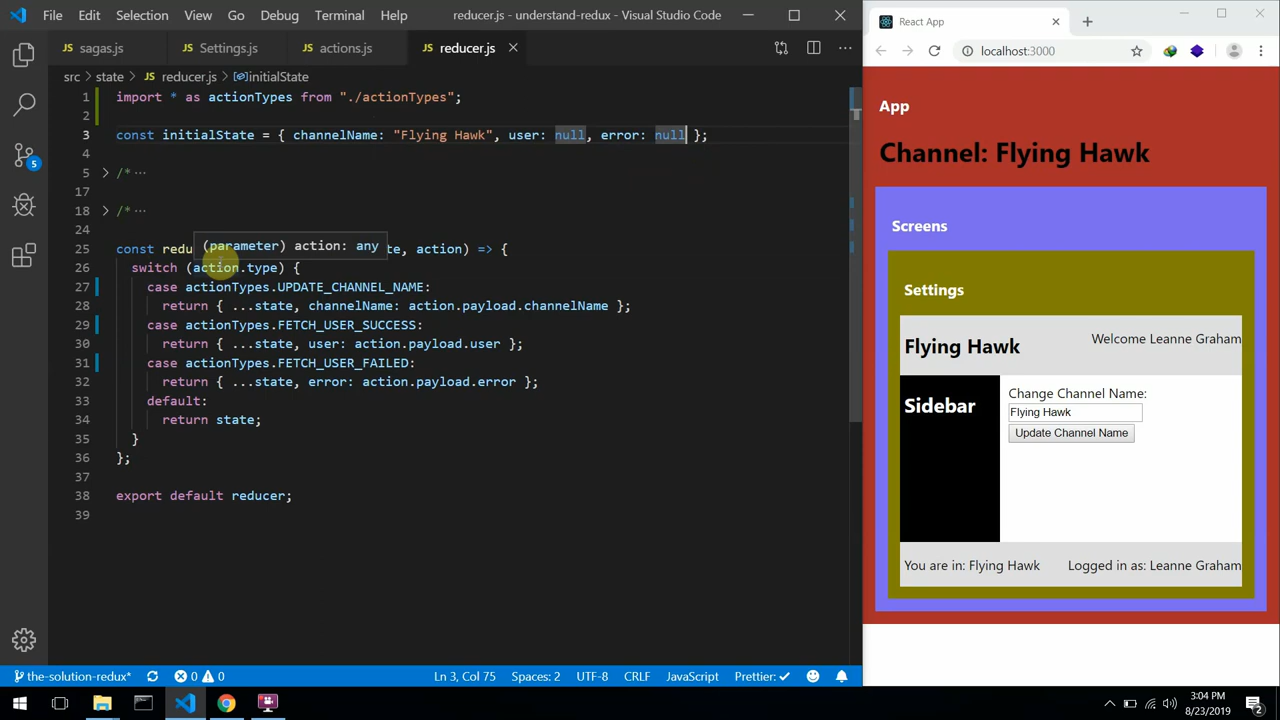 File Edit Selection View Go Debug Terminal Help reducer.js - understand-redux - Visual Studio Code
sagas.js Settings.js actions.js reducer.js
src > state > reducer.js > initialState
1 import * as actionTypes from "./actionTypes";
2
3 const initialState = { channelName: "Flying Hawk", user: null, error: null };
4
5 /* ...
17
18 /* ...
24
25 const redu te, action) => {
(parameter) action: any
26 switch (action.type) {
27 case actionTypes.UPDATE_CHANNEL_NAME:
28 return { ...state, channelName: action.payload.channelName };
29 case actionTypes.FETCH_USER_SUCCESS:
30 return { ...state, user: action.payload.user };
31 case actionTypes.FETCH_USER_FAILED:
32 return { ...state, error: action.payload.error };
33 default:
34 return state;
35 }
36 };
37
38 export default reducer;
39
5
the-solution-redux* 0 0 Ln 3, Col 75 Spaces: 2 UTF-8 CRLF JavaScript Prettier: ✓
React App
localhost:3000
App
Channel: Flying Hawk
Screens
Settings
Flying Hawk
Welcome Leanne Graham
Sidebar
Change Channel Name:
Flying Hawk
Update Channel Name
You are in: Flying Hawk
Logged in as: Leanne Graham
3:04 PM
8/23/2019
2